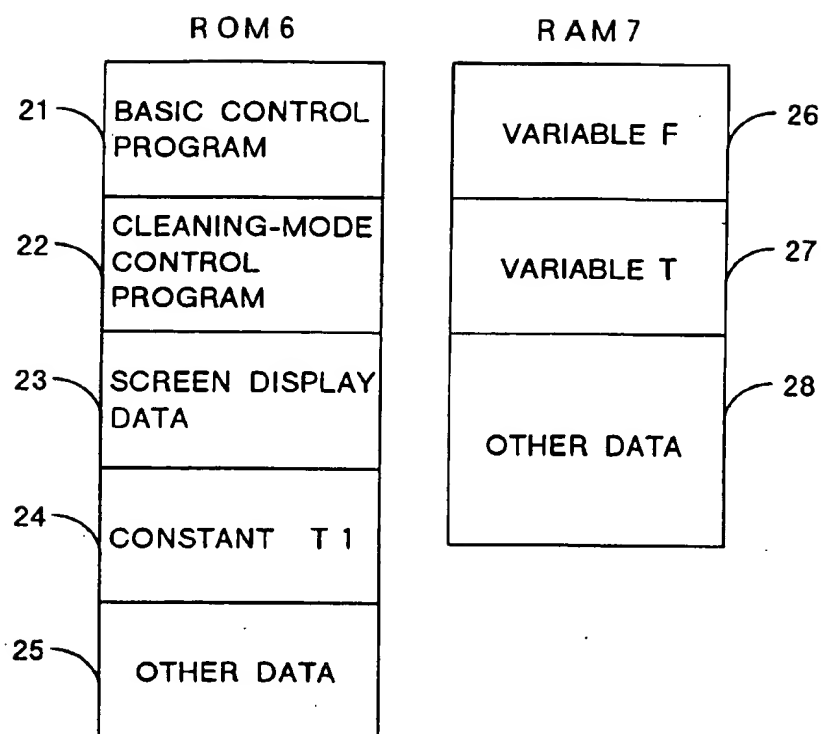 ROM6
21
BASIC CONTROL
PROGRAM
22
CLEANING-MODE
CONTROL
PROGRAM
23
SCREEN DISPLAY
DATA
24
CONSTANT T1
25
OTHER DATA
RAM7
VARIABLE F
26
VARIABLE T
27
OTHER DATA
28